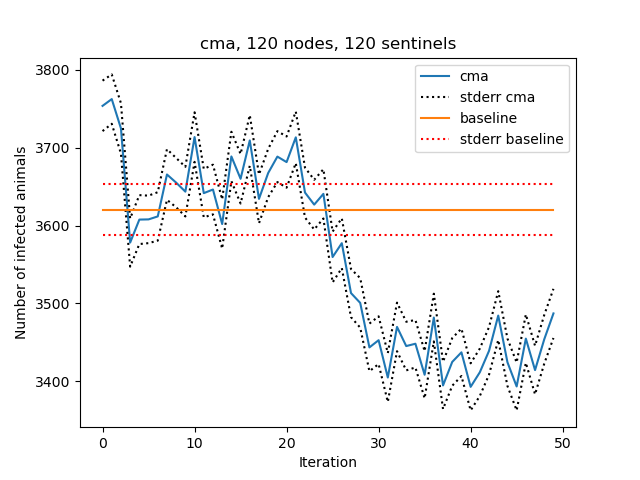 cma, 120 nodes, 120 sentinels
cma
stderr cma
baseline
stderr baseline
Number of infected animals
3800
3700
3600
3500
3400
0 10 20 30 40 50
Iteration